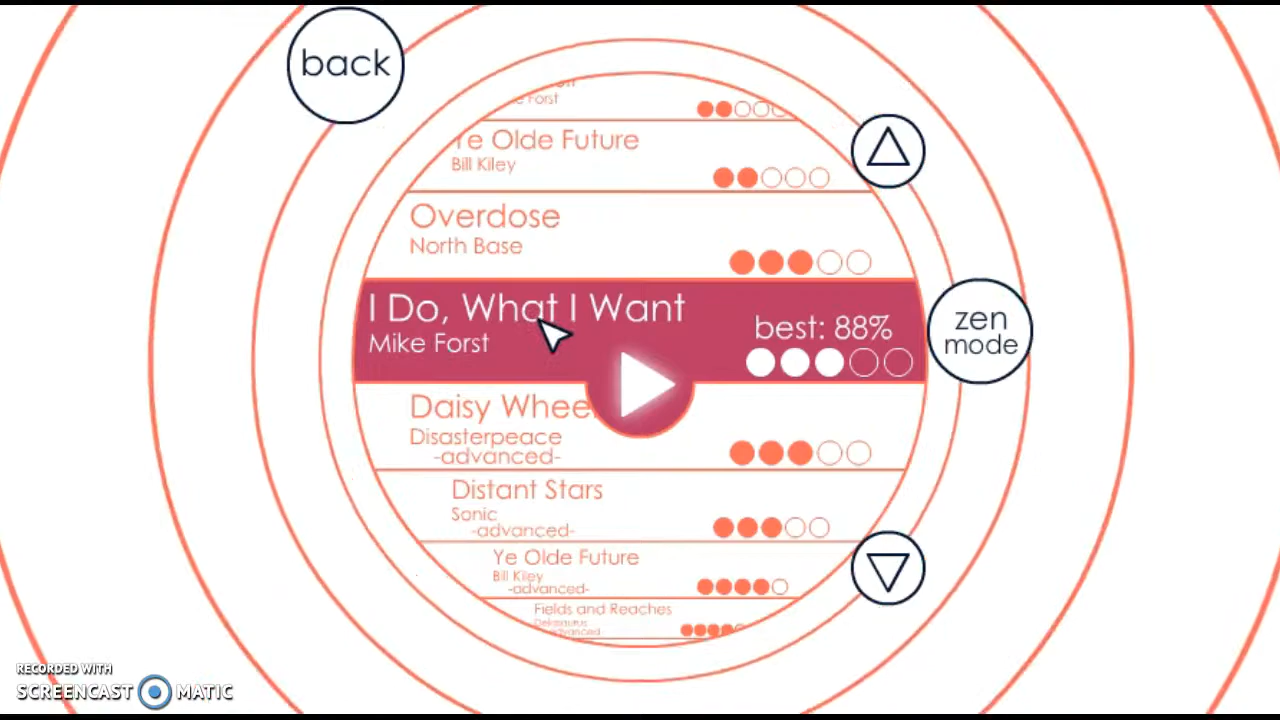 back
Forst
Ye Olde Future
Bill Kiley
Overdose
North Base
I Do, What I Want
Mike Forst
best: 88%
zen
mode
Daisy Whee
Disasterpeace
-advanced-
Distant Stars
Sonic
-advanced-
Ye Olde Future
Bill Kiley
-advanced-
Fields and Reaches
RECORDED WITH
SCREENCAST MATIC